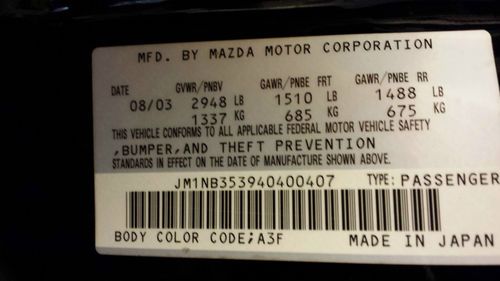 MFD. BY MAZDA MOTOR CORPORATION
DATE GVWR/PNBV GAWR/PNBE FRT GAWR/PNBE RR
08/03 2948 LB 1510 LB 1488 LB
1337 KG 685 KG 675 KG
THIS VEHICLE CONFORMS TO ALL APPLICABLE FEDERAL MOTOR VEHICLE SAFETY
,BUMPER,AND THEFT PREVENTION
STANDARDS IN EFFECT ON THE DATE OF MANUFACTURE SHOWN ABOVE.
JM1NB353940400407 TYPE: PASSENGER
BODY COLOR CODE;A3F MADE IN JAPAN